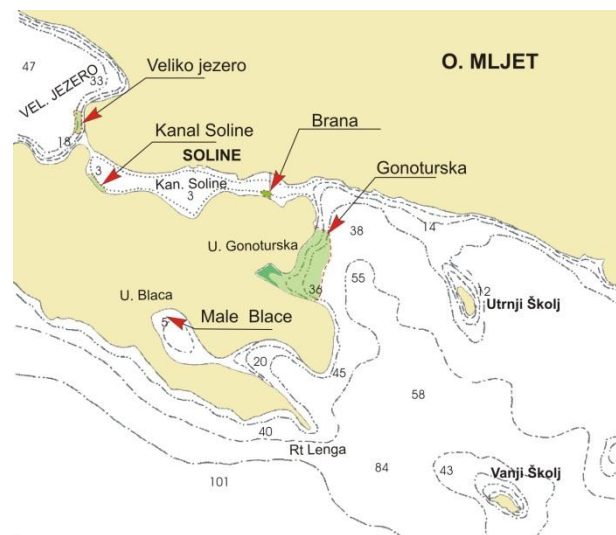 47
VEL. JEZERO
33
Veliko jezero
O. MLJET
18
Kanal Soline
SOLINE
Brana
3
Kan. Soline
3
Gonoturska
U. Gonoturska
38
14
36
55
12
Utrnji Školj
U. Blaca
5
Male Blace
20
45
58
40
Rt Lenga
84
43
Vanji Školj
101